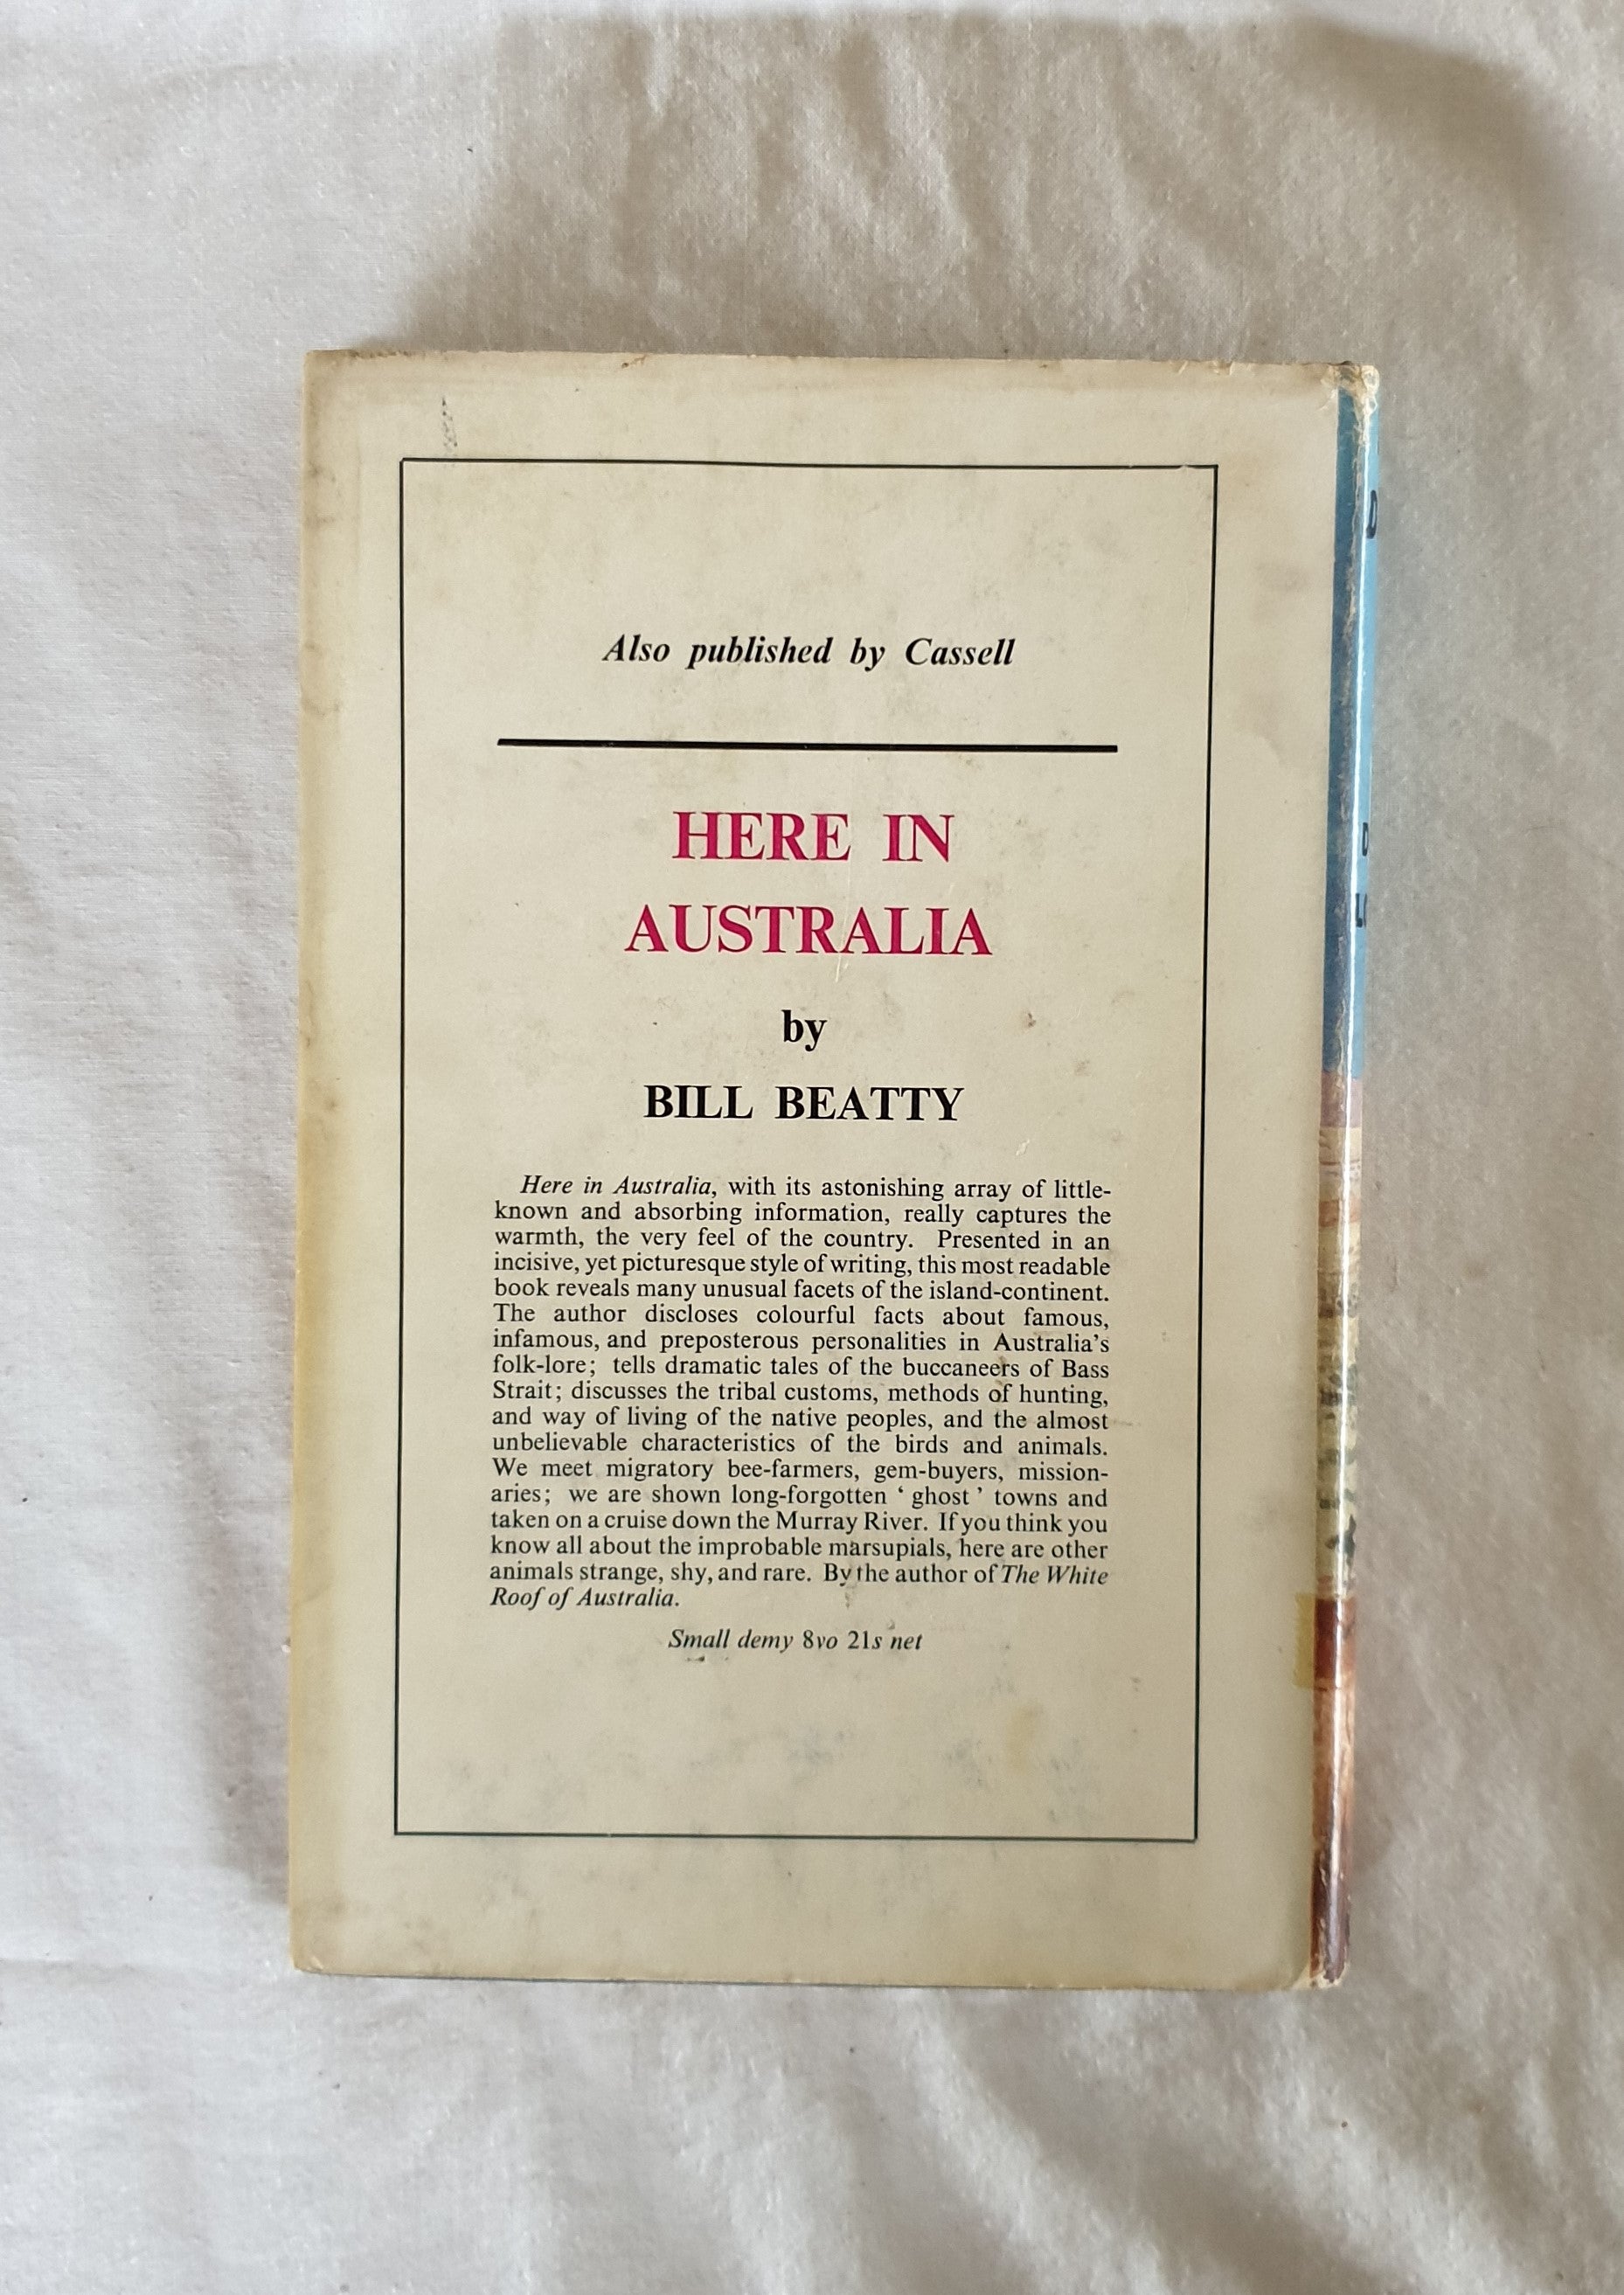 Also published by Cassell
HERE IN
AUSTRALIA
by
BILL BEATTY
Here in Australia, with its astonishing array of little-
known and absorbing information, really captures the
warmth, the very feel of the country. Presented in an
incisive, yet picturesque style of writing, this most readable
book reveals many unusual facets of the island-continent.
The author discloses colourful facts about famous,
infamous, and preposterous personalities in Australia's
folk-lore; tells dramatic tales of the buccaneers of Bass
Strait; discusses the tribal customs, methods of hunting,
and way of living of the native peoples, and the almost
unbelievable characteristics of the birds and animals.
We meet migratory bee-farmers, gem-buyers, mission-
aries; we are shown long-forgotten ‘ ghost ’ towns and
taken on a cruise down the Murray River. If you think you
know all about the improbable marsupials, here are other
animals strange, shy, and rare. By the author of The White
Roof of Australia.
Small demy 8vo 21s net